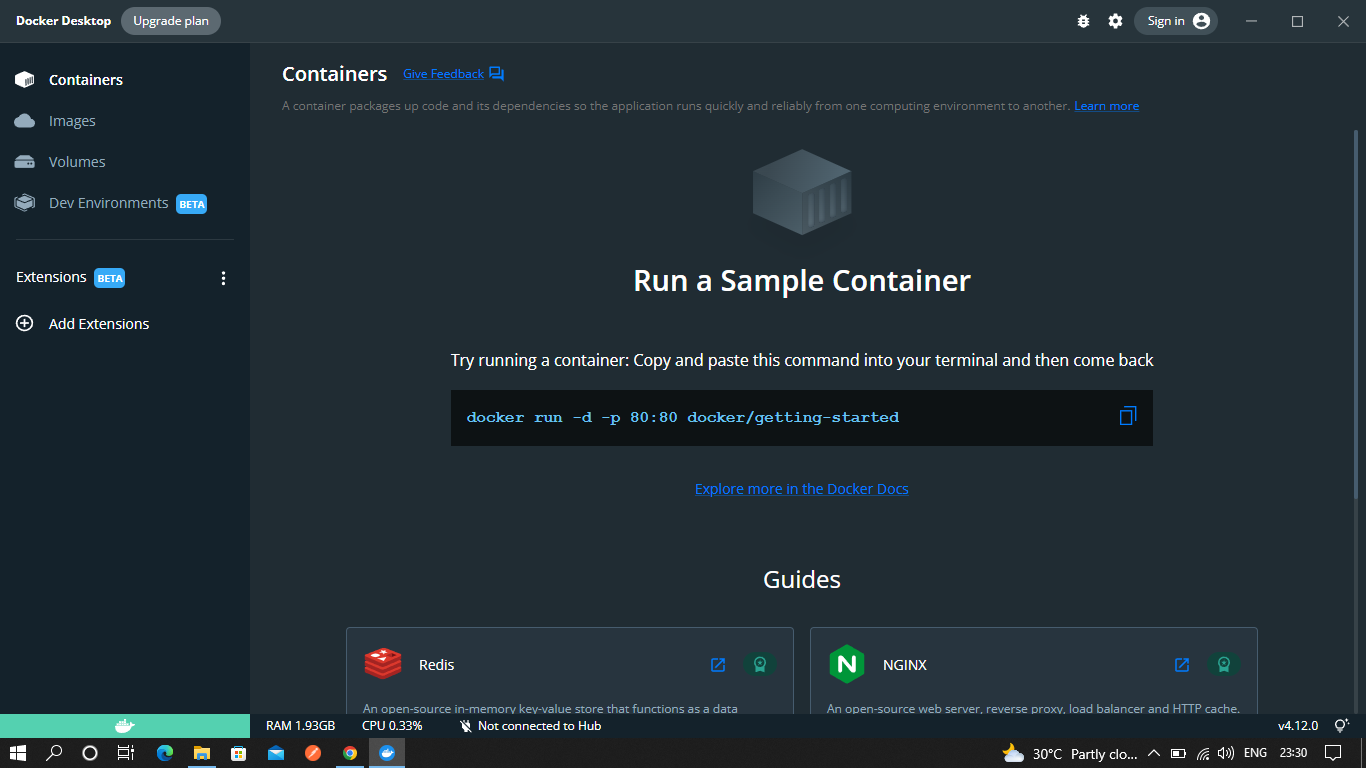 Docker Desktop Upgrade plan Sign in
Containers
Images
Volumes
Dev Environments BETA
Extensions BETA
Add Extensions
Containers Give Feedback
A container packages up code and its dependencies so the application runs quickly and reliably from one computing environment to another. Learn more
Run a Sample Container
Try running a container: Copy and paste this command into your terminal and then come back
docker run -d -p 80:80 docker/getting-started
Explore more in the Docker Docs
Guides
Redis
An open-source in-memory key-value store that functions as a data
NGINX
An open-source web server, reverse proxy, load balancer and HTTP cache.
RAM 1.93GB CPU 0.33% Not connected to Hub v4.12.0
30°C Partly clo... ENG 23:30